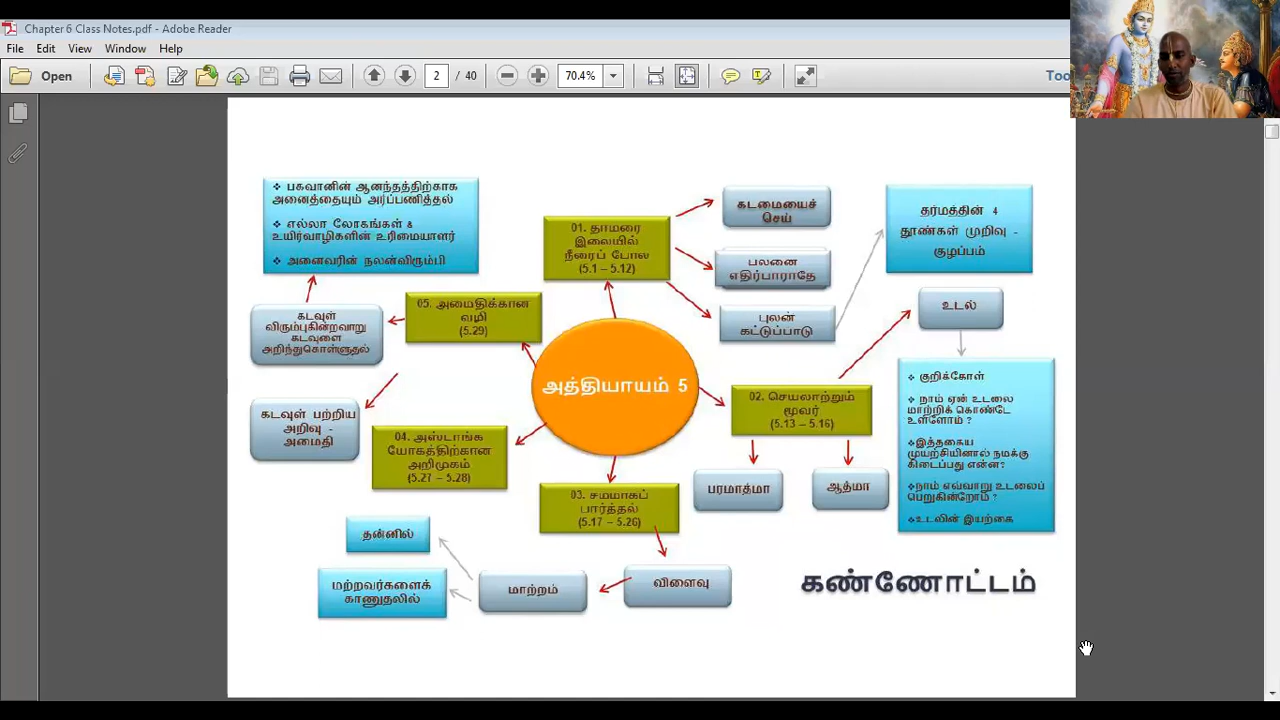 Chapter 6 Class Notes.pdf - Adobe Reader
File Edit View Window Help
Open 2 / 40 70.4%
❖ பகவானின் ஆனந்தத்திற்காக
அனைத்தையும் அர்ப்பணித்தல்
❖ எல்லா லோகங்கள் &
உயிர்வாழிகளின் உரிமையாளர்
❖ அனைவரின் நலன்விரும்பி
கடவுள்
விரும்புகின்றவாறு
கடவுளை
அறிந்துகொள்ளுதல்
05. அமைதிக்கான
வழி
(5.29)
கடவுள் பற்றிய
அறிவு -
அமைதி
01. தாமரை
இலையில்
நீரைப் போல
(5.1 – 5.12)
கடமையைச்
செய்
பலனை
எதிர்பாராதே
புலன்
கட்டுப்பாடு
தர்மத்தின் 4
தூண்கள் முறிவு -
குழப்பம்
அத்தியாயம் 5
02. செயலாற்றும்
மூவர்
(5.13 – 5.16)
உடல்
❖ குறிக்கோள்
❖ நாம் ஏன் உடலை
மாற்றிக் கொண்டே
உள்ளோம் ?
❖இத்தகைய
முயற்சியினால் நமக்கு
கிடைப்பது என்ன?
❖நாம் எவ்வாறு உடலைப்
பெறுகின்றோம் ?
❖உடலின் இயற்கை
பரமாத்மா
ஆத்மா
04. அஸ்டாங்க
யோகத்திற்கான
அறிமுகம்
(5.27 – 5.28)
03. சமமாகப்
பார்த்தல்
(5.17 – 5.26)
விளைவு
மாற்றம்
தன்னில்
மற்றவர்களைக்
காணுதலில்
கண்ணோட்டம்